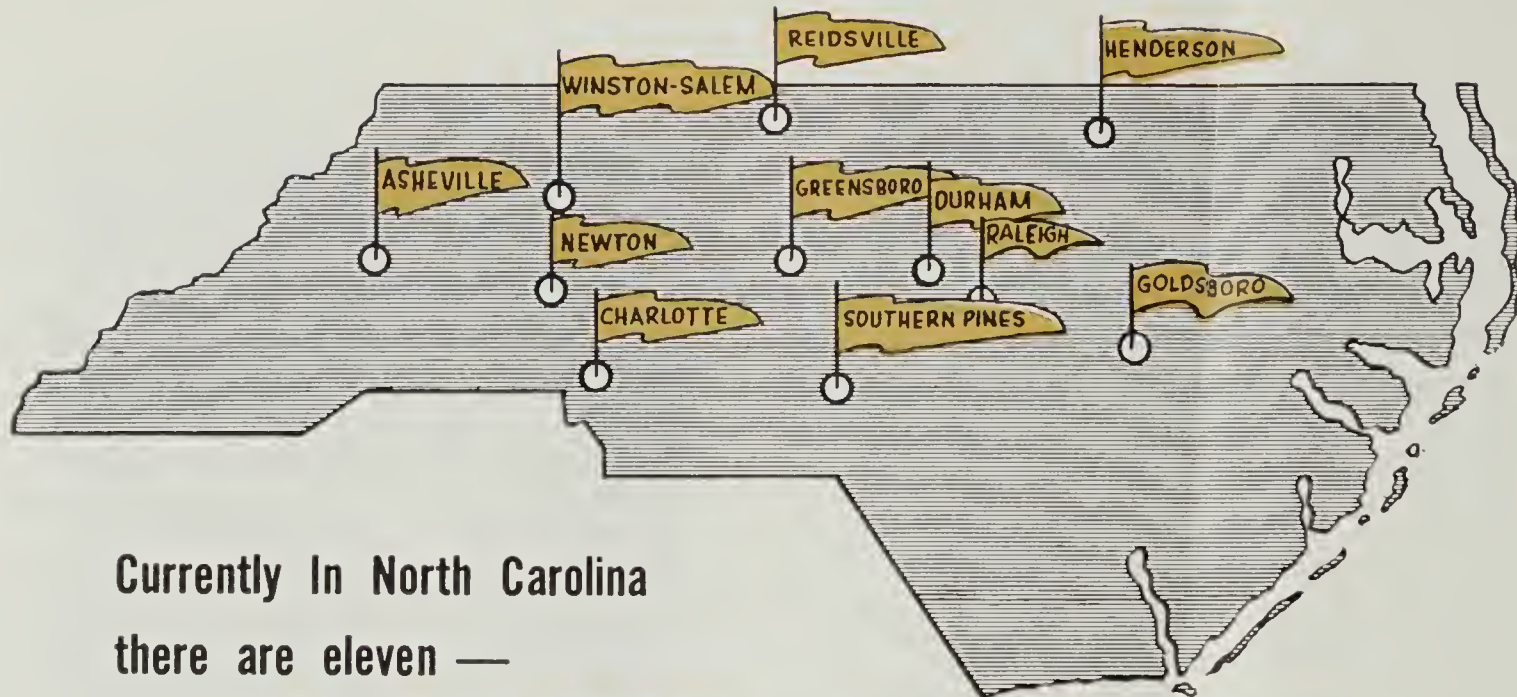 REIDSVILLE
HENDERSON
WINSTON-SALEM
ASHEVILLE
GREENSBORO
DURHAM
NEWTON
RALEIGH
GOLDSBORO
CHARLOTTE
SOUTHERN PINES
Currently In North Carolina
there are eleven —